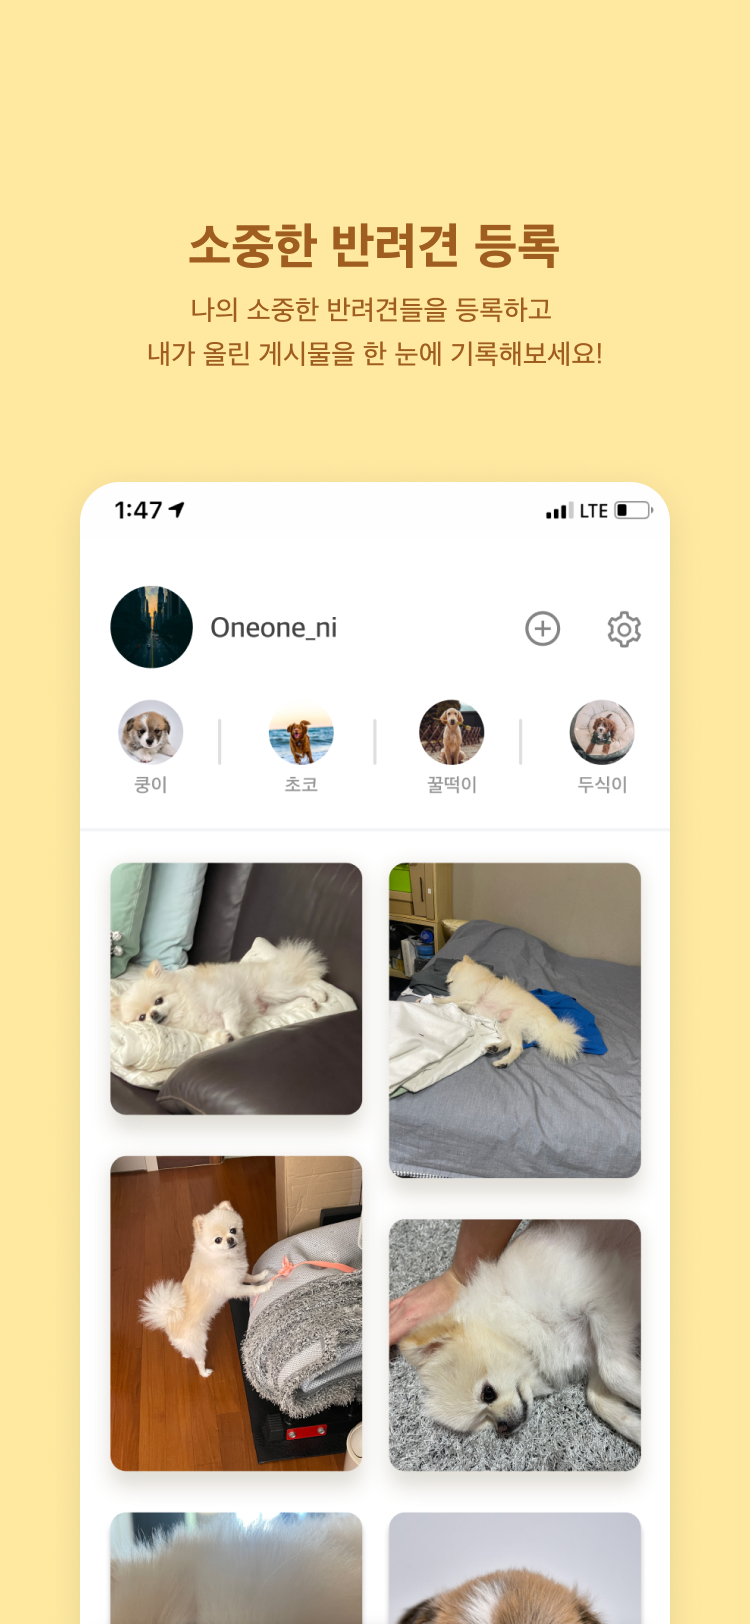 소중한 반려견 등록
나의 소중한 반려견들을 등록하고
내가 올린 게시물을 한 눈에 기록해보세요!
1:47
LTE
Oneone_ni
쿵이
초코
꿀떡이
두식이